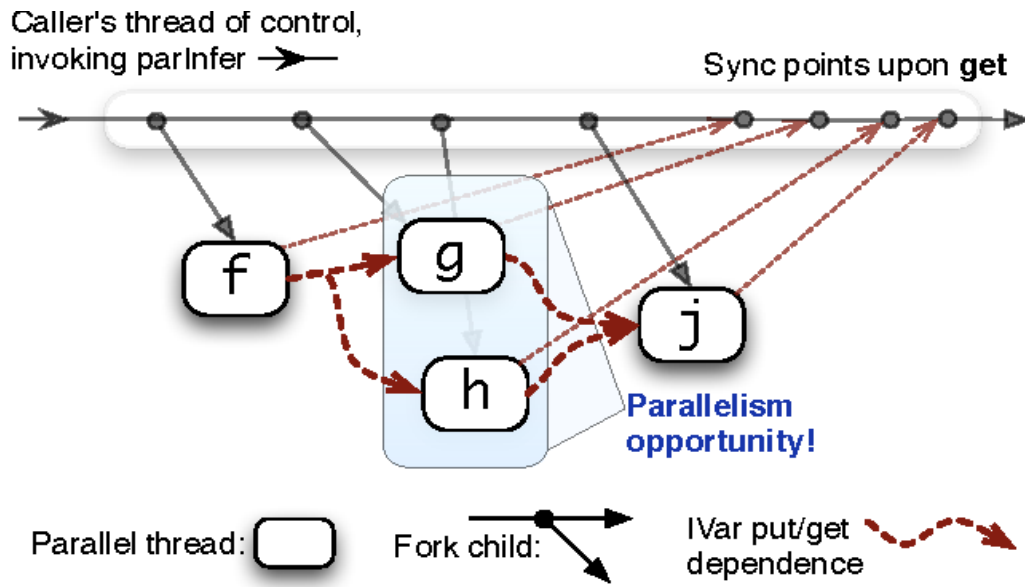 Caller's thread of control,
invoking parInfer
Sync points upon get
f
g
j
h
Parallelism
opportunity!
Parallel thread:
Fork child:
IVar put/get
dependence